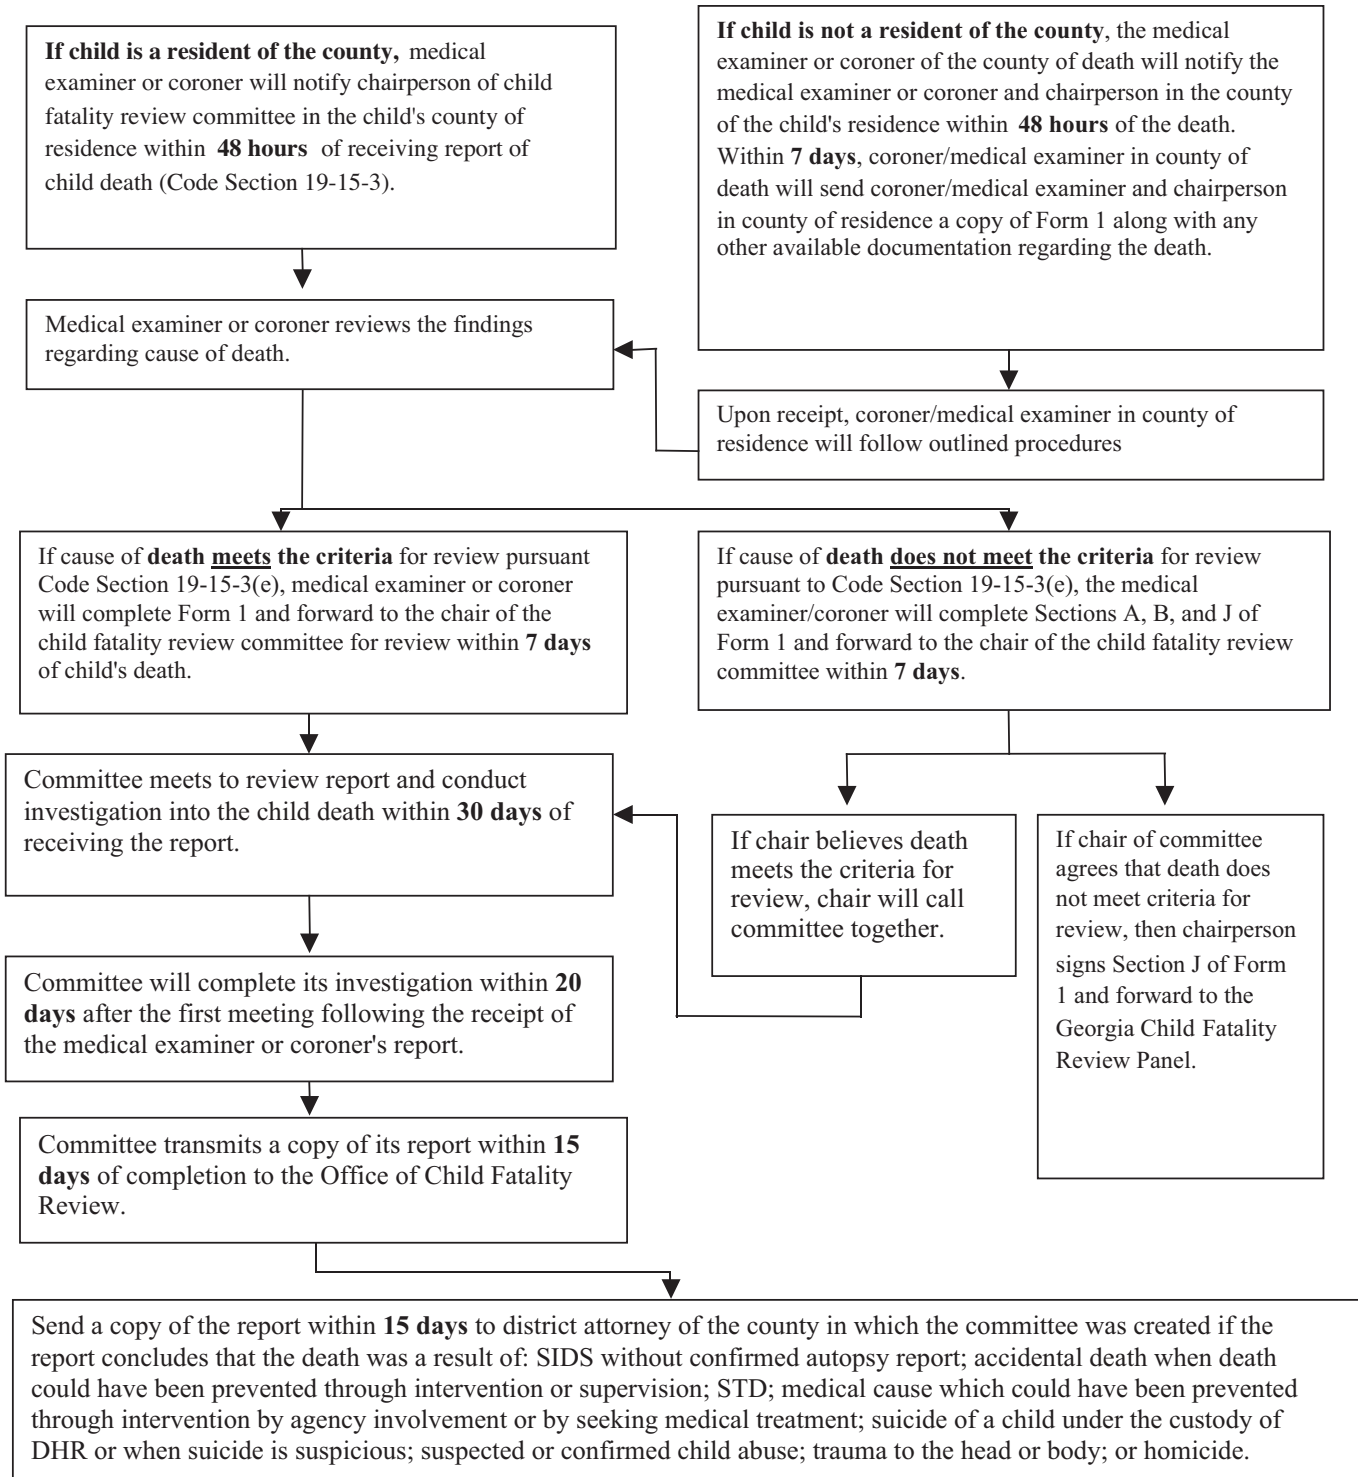 If child is a resident of the county, medical
examiner or coroner will notify chairperson of child
fatality review committee in the child's county of
residence within 48 hours of receiving report of
child death (Code Section 19-15-3).
If child is not a resident of the county, the medical
examiner or coroner of the county of death will notify the
medical examiner or coroner and chairperson in the county
of the child's residence within 48 hours of the death.
Within 7 days, coroner/medical examiner in county of
death will send coroner/medical examiner and chairperson
in county of residence a copy of Form 1 along with any
other available documentation regarding the death.
Medical examiner or coroner reviews the findings
regarding cause of death.
Upon receipt, coroner/medical examiner in county of
residence will follow outlined procedures
If cause of death meets the criteria for review pursuant
Code Section 19-15-3(e), medical examiner or coroner
will complete Form 1 and forward to the chair of the
child fatality review committee for review within 7 days
of child's death.
If cause of death does not meet the criteria for review
pursuant to Code Section 19-15-3(e), the medical
examiner/coroner will complete Sections A, B, and J of
Form 1 and forward to the chair of the child fatality review
committee within 7 days.
Committee meets to review report and conduct
investigation into the child death within 30 days of
receiving the report.
If chair believes death
meets the criteria for
review, chair will call
committee together.
If chair of committee
agrees that death does
not meet criteria for
review, then chairperson
signs Section J of Form
1 and forward to the
Georgia Child Fatality
Review Panel.
Committee will complete its investigation within 20
days after the first meeting following the receipt of
the medical examiner or coroner's report.
Committee transmits a copy of its report within 15
days of completion to the Office of Child Fatality
Review.
Send a copy of the report within 15 days to district attorney of the county in which the committee was created if the
report concludes that the death was a result of: SIDS without confirmed autopsy report; accidental death when death
could have been prevented through intervention or supervision; STD; medical cause which could have been prevented
through intervention by agency involvement or by seeking medical treatment; suicide of a child under the custody of
DHR or when suicide is suspicious; suspected or confirmed child abuse; trauma to the head or body; or homicide.